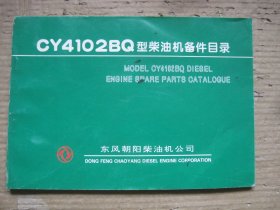 CY4102BQ型柴油机备件目录
MODEL CY4102BQ DIESEL
ENGINE SPARE PARTS CATALOGUE
东风朝阳柴油机公司
DONG FENG CHAOYANG DIESEL ENGINE CORPORATION